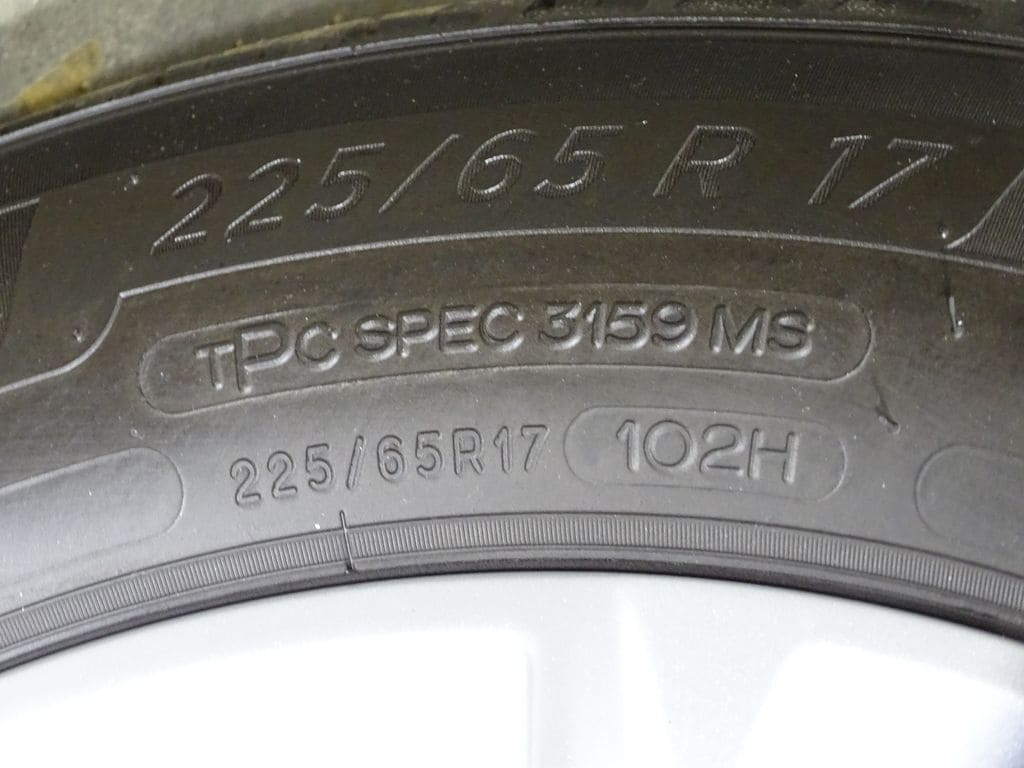 225/65 R 17
TPC SPEC 3159 MS
225/65R17 102H